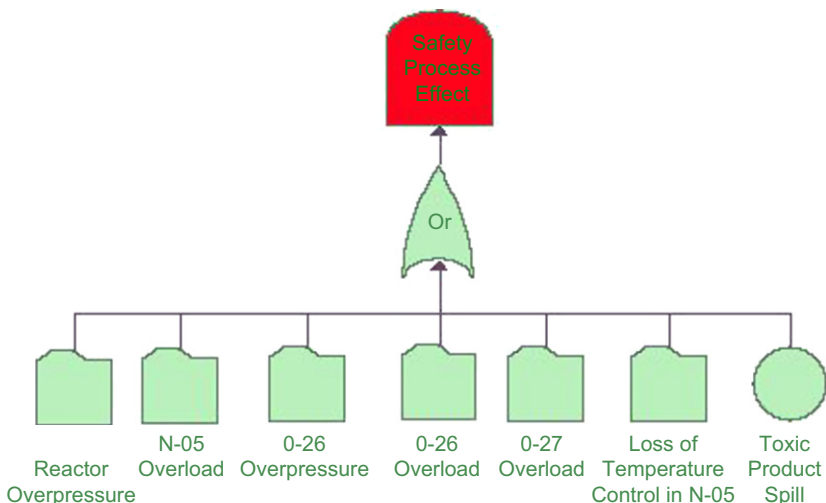 Safety
Process
Effect
Or
Reactor
Overpressure
N-05
Overload
0-26
Overpressure
0-26
Overload
0-27
Overload
Loss of
Temperature
Control in N-05
Toxic
Product
Spill